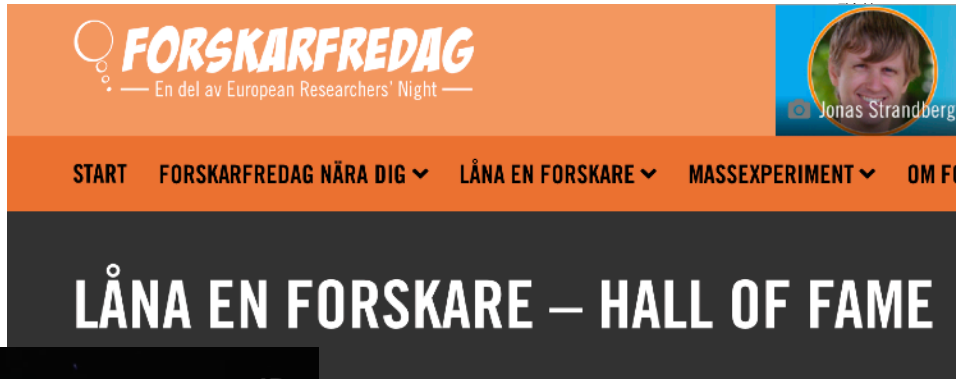 FORSKARFREDAG
En del av European Researchers' Night
Jonas Strandberg
START FORSKARFREDAG NÄRA DIG LÅNA EN FORSKARE MASSEXPERIMENT OM
LÅNA EN FORSKARE – HALL OF FAME